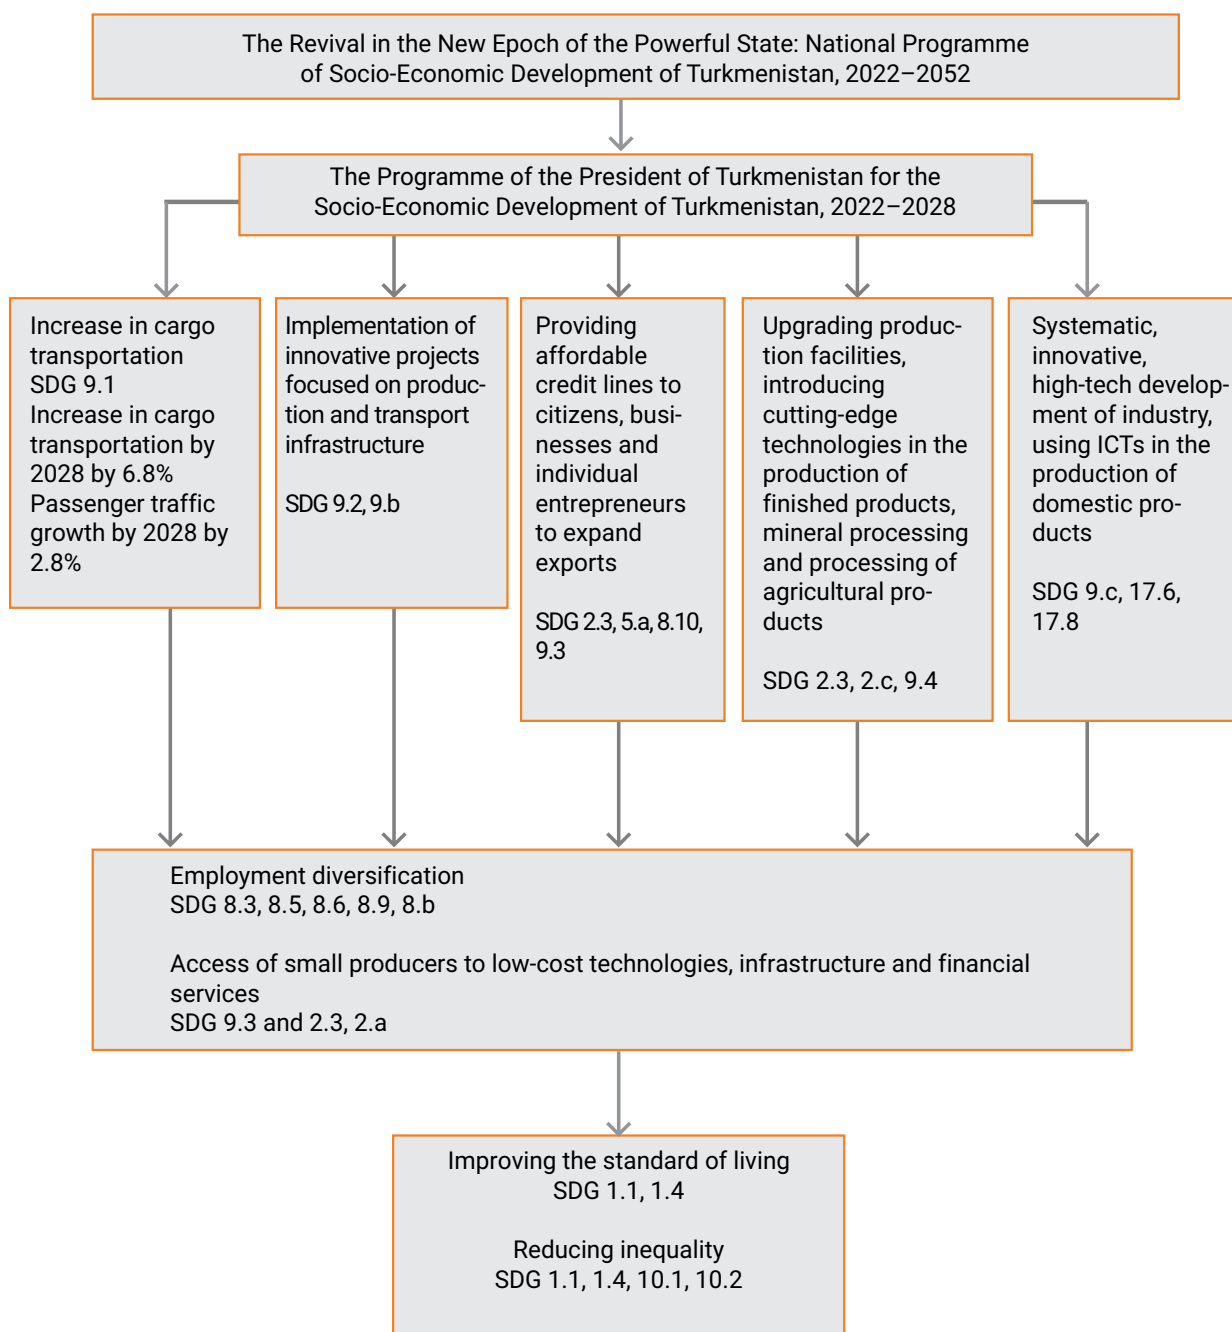 The Revival in the New Epoch of the Powerful State: National Programme
of Socio-Economic Development of Turkmenistan, 2022–2052
The Programme of the President of Turkmenistan for the
Socio-Economic Development of Turkmenistan, 2022–2028
Increase in cargo
transportation
SDG 9.1
Increase in cargo
transportation by
2028 by 6.8%
Passenger traffic
growth by 2028 by
2.8%
Implementation of
innovative projects
focused on produc-
tion and transport
infrastructure
SDG 9.2, 9.b
Providing
affordable
credit lines to
citizens, busi-
nesses and
individual
entrepreneurs
to expand
exports
SDG 2.3, 5.a, 8.10,
9.3
Upgrading produc-
tion facilities,
introducing
cutting-edge
technologies in the
production of
finished products,
mineral processing
and processing of
agricultural pro-
ducts
SDG 2.3, 2.c, 9.4
Systematic,
innovative,
high-tech develop-
ment of industry,
using ICTs in the
production of
domestic pro-
ducts
SDG 9.c, 17.6,
17.8
Employment diversification
SDG 8.3, 8.5, 8.6, 8.9, 8.b
Access of small producers to low-cost technologies, infrastructure and financial
services
SDG 9.3 and 2.3, 2.a
Improving the standard of living
SDG 1.1, 1.4
Reducing inequality
SDG 1.1, 1.4, 10.1, 10.2